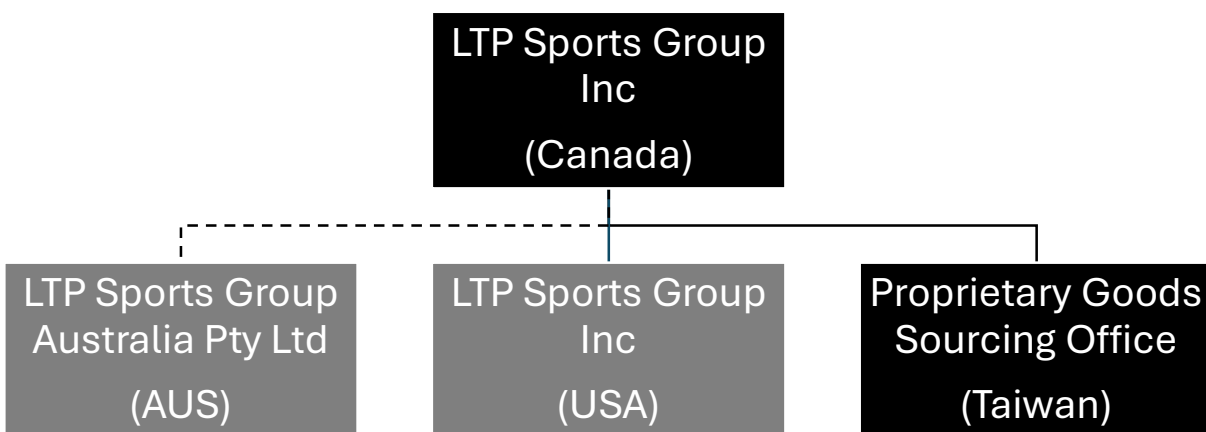 LTP Sports Group
Inc
(Canada)
LTP Sports Group
Australia Pty Ltd
(AUS)
LTP Sports Group
Inc
(USA)
Proprietary Goods
Sourcing Office
(Taiwan)